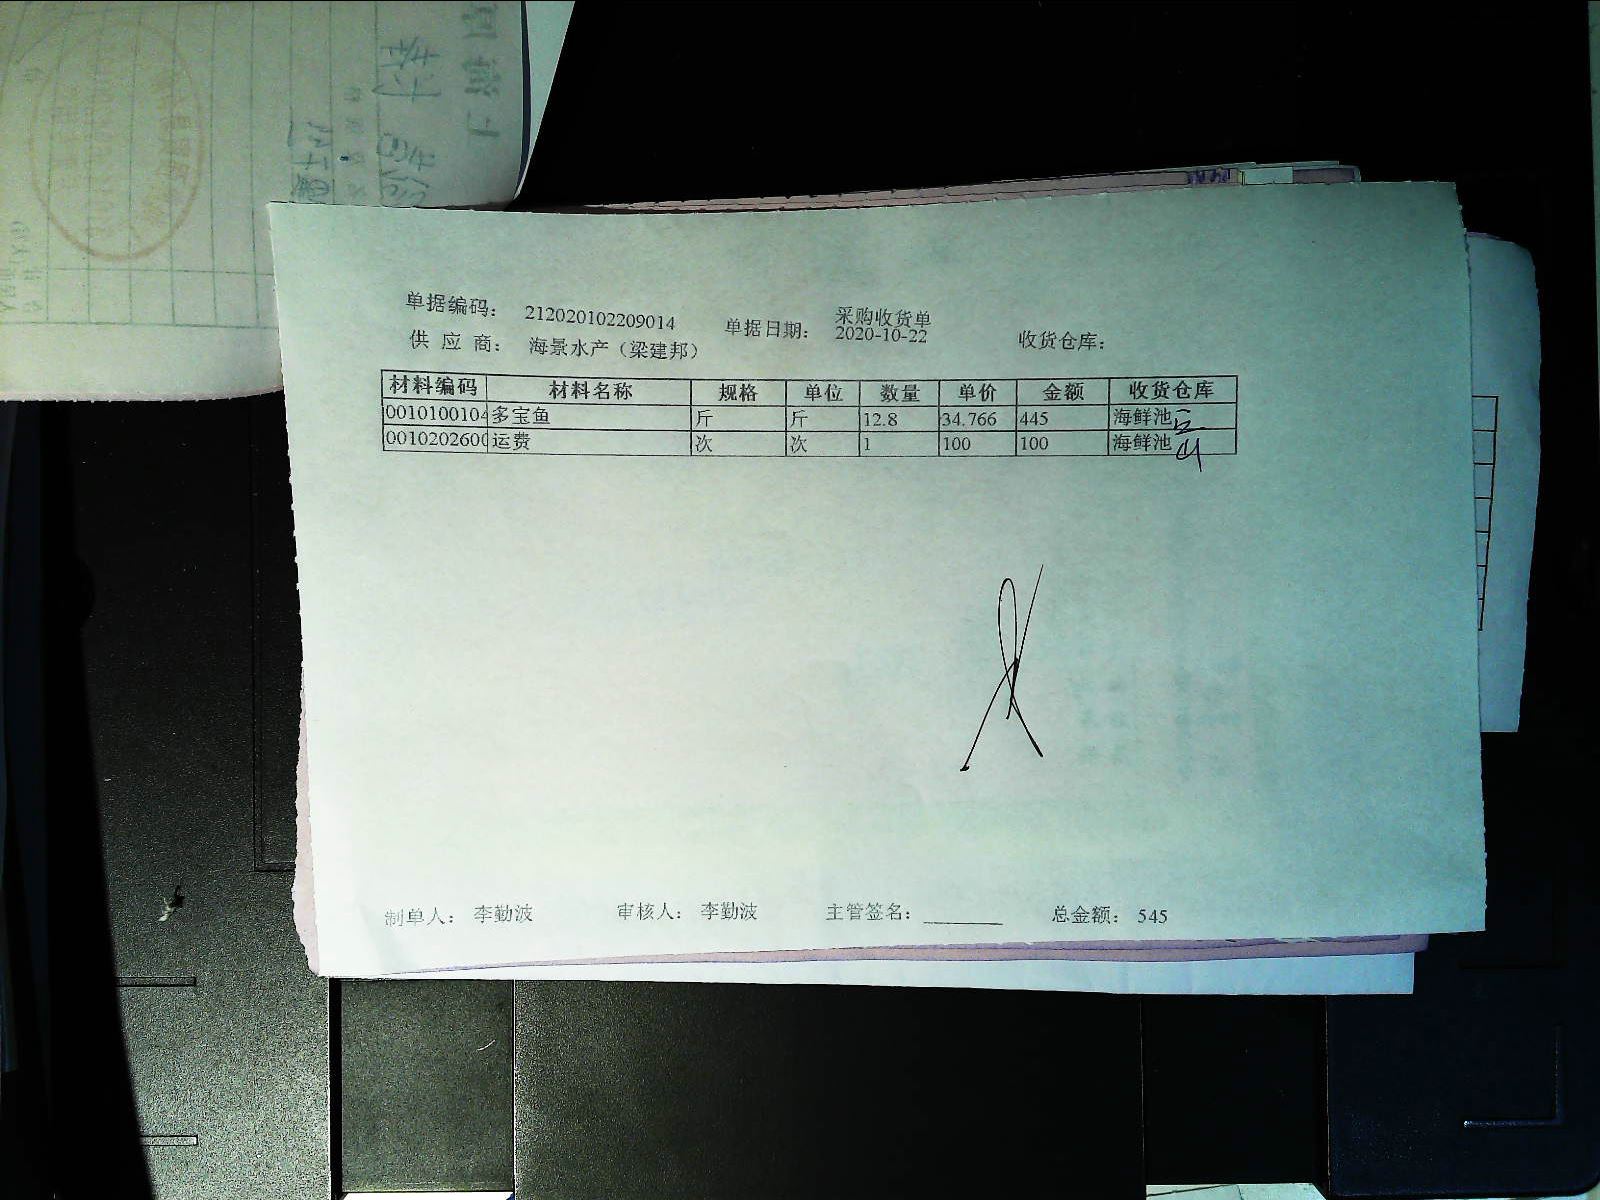 采购收货单
单据编码： 212020102209014 单据日期： 2020-10-22 收货仓库：
供 应 商： 海景水产（梁建邦）
材料编码 材料名称 规格 单位 数量 单价 金额 收货仓库
0010100104 多宝鱼 斤 斤 12.8 34.766 445 海鲜池
0010202600 运费 次 次 1 100 100 海鲜池
制单人： 李勤波 审核人： 李勤波 主管签名： 总金额： 545